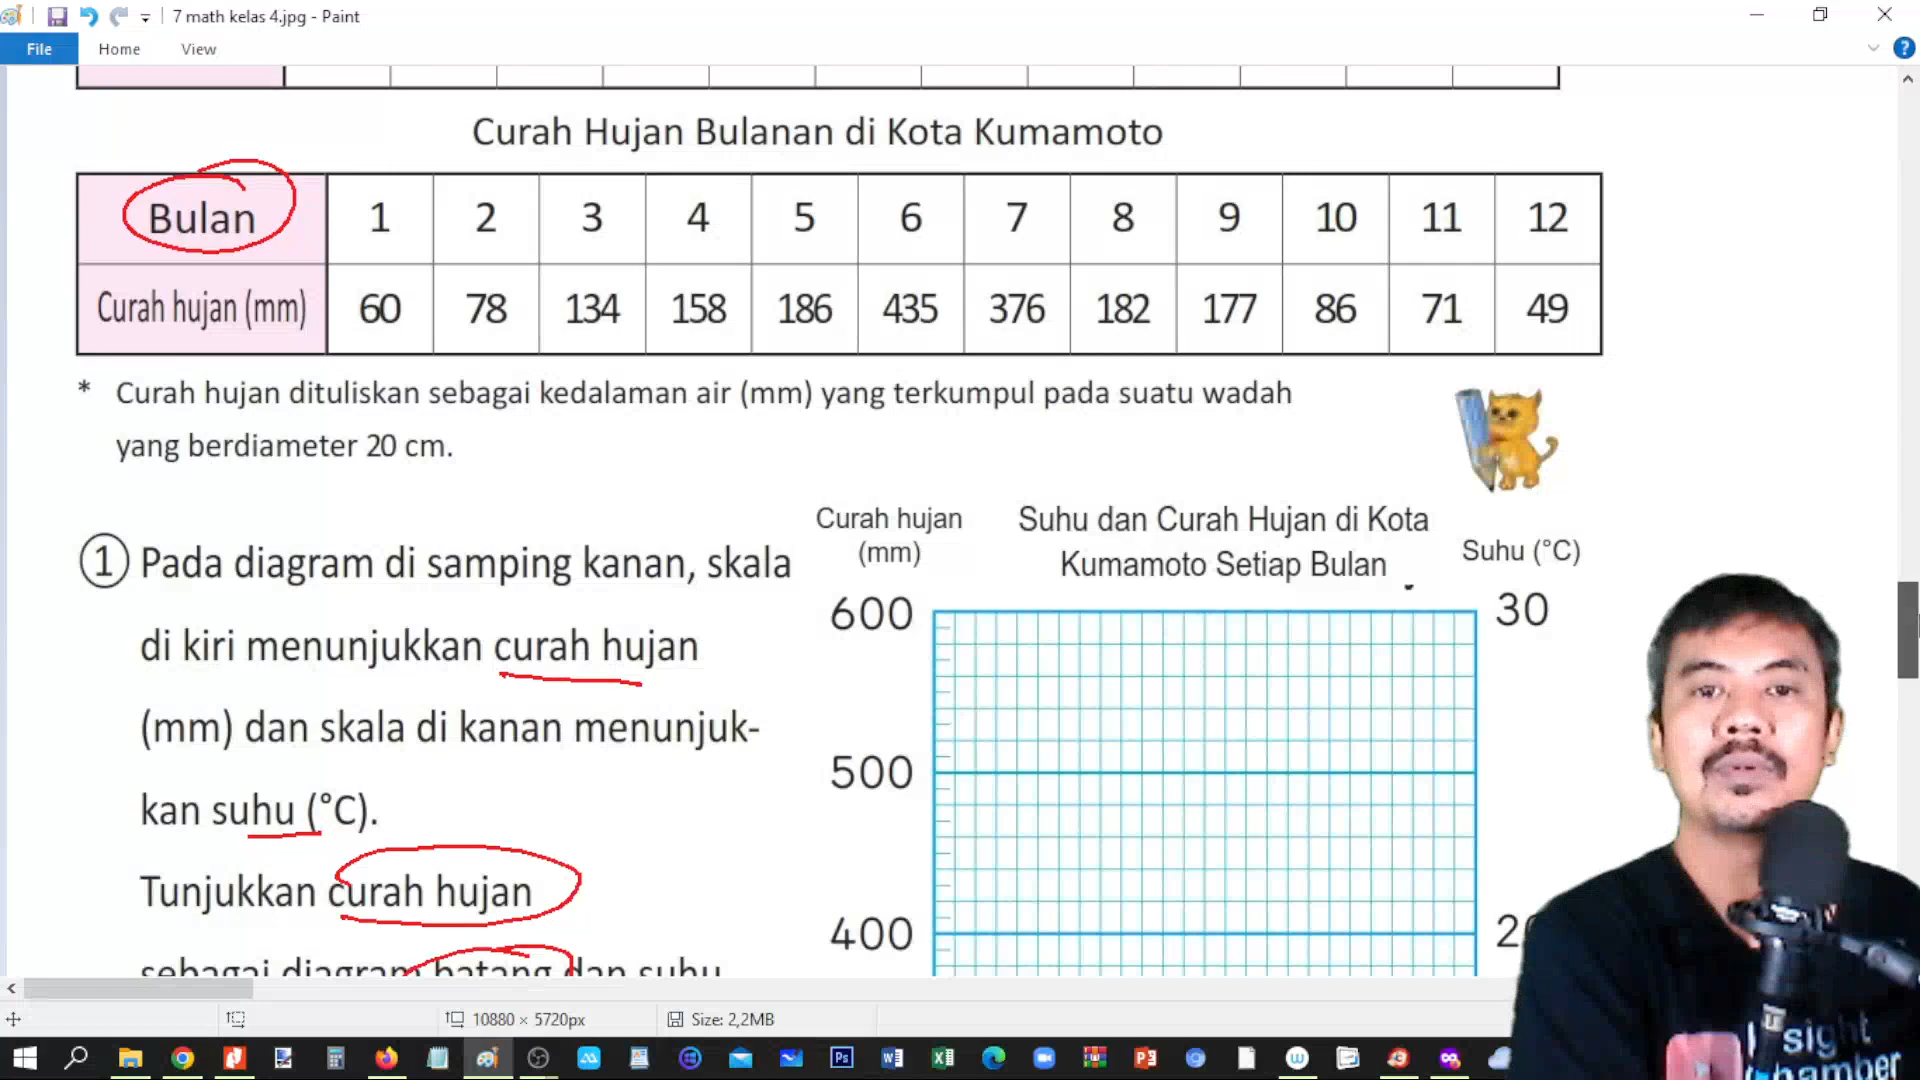 7 math kelas 4.jpg - Paint
File Home View
Curah Hujan Bulanan di Kota Kumamoto
Bulan 1 2 3 4 5 6 7 8 9 10 11 12
Curah hujan (mm) 60 78 134 158 186 435 376 182 177 86 71 49
* Curah hujan dituliskan sebagai kedalaman air (mm) yang terkumpul pada suatu wadah
yang berdiameter 20 cm.
1 Pada diagram di samping kanan, skala
di kiri menunjukkan curah hujan
(mm) dan skala di kanan menunjuk-
kan suhu (°C).
Tunjukkan curah hujan
sebagai diagram batang dan suhu
Curah hujan
(mm)
Suhu dan Curah Hujan di Kota
Kumamoto Setiap Bulan
Suhu (°C)
600
30
500
400
10880 × 5720px
Size: 2,2MB